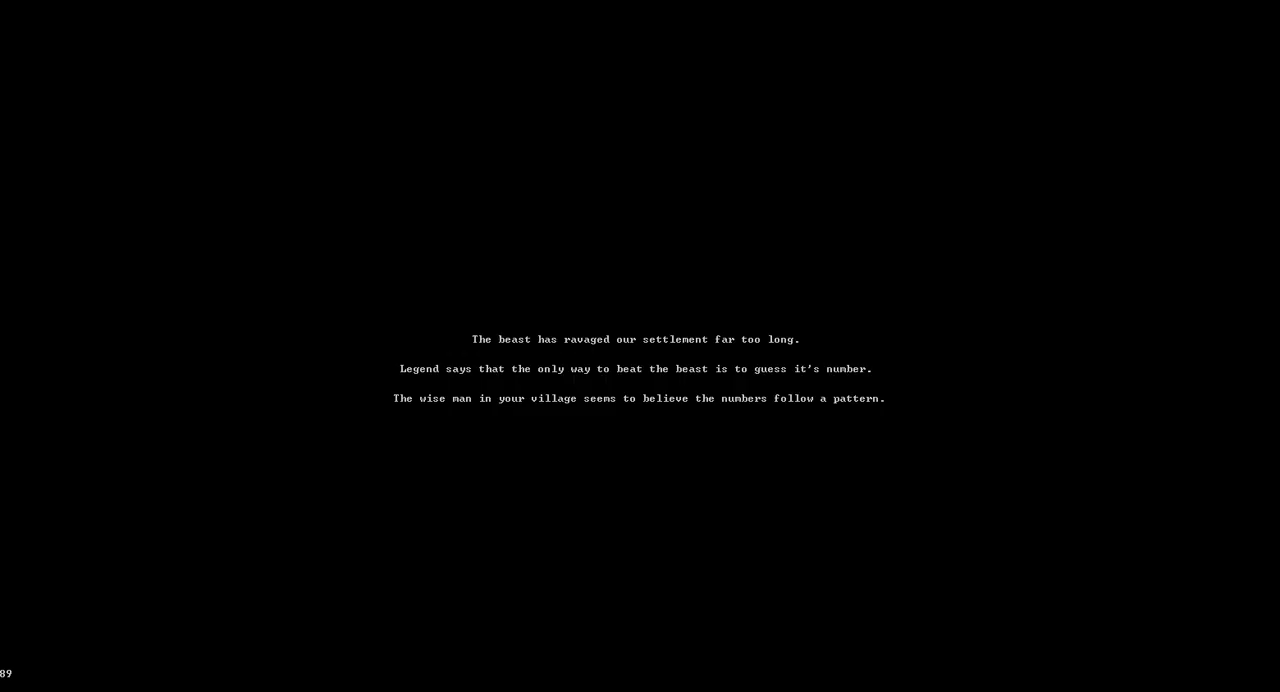 The beast has ravaged our settlement far too long.
Legend says that the only way to beat the beast is to guess it's number.
The wise man in your village seems to believe the numbers follow a pattern.
89